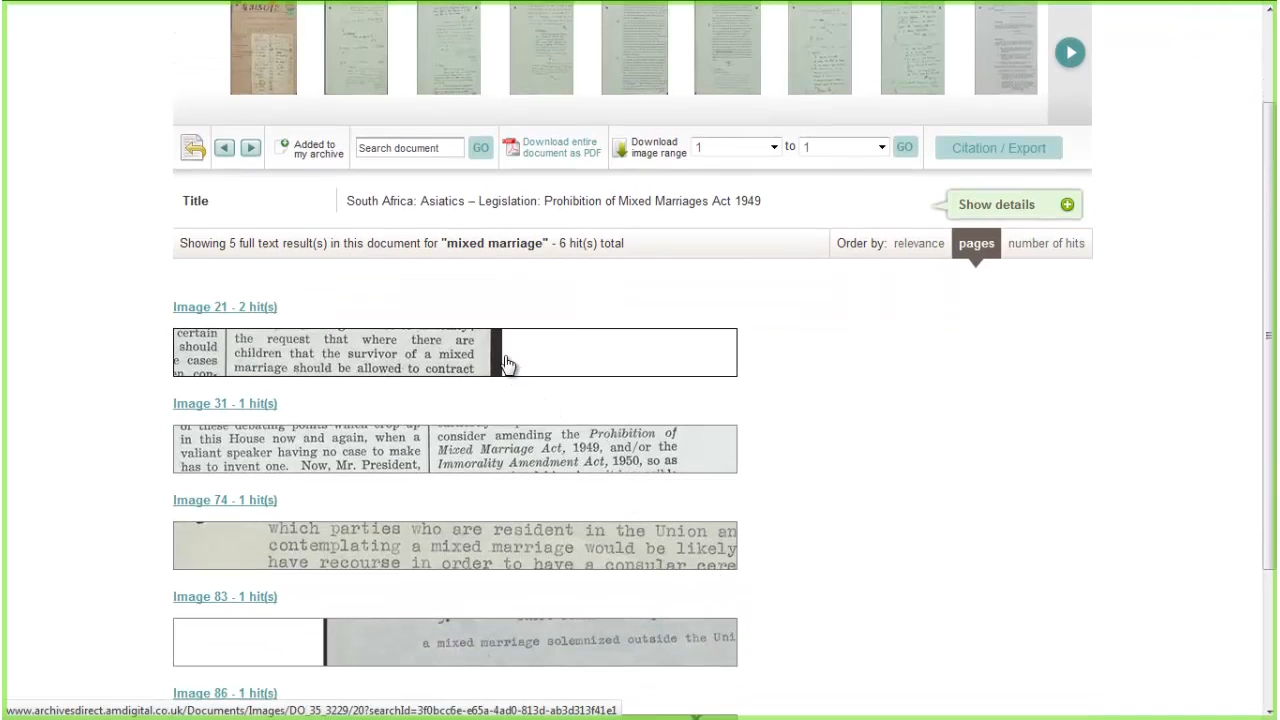 Added to
my archive
Search document
GO
Download entire
document as PDF
Download
image range
1
to
1
GO
Citation / Export
Title
South Africa: Asiatics – Legislation: Prohibition of Mixed Marriages Act 1949
Show details
Showing 5 full text result(s) in this document for "mixed marriage" - 6 hit(s) total
Order by:
relevance
pages
number of hits
Image 21 - 2 hit(s)
certain
should
e cases
the request that where there are
children that the survivor of a mixed
marriage should be allowed to contract
Image 31 - 1 hit(s)
of these debating points which crop up
in this House now and again, when a
valiant speaker having no case to make
has to invent one. Now, Mr. President,
consider amending the Prohibition of
Mixed Marriage Act, 1949, and/or the
Immorality Amendment Act, 1950, so as
Image 74 - 1 hit(s)
which parties who are resident in the Union an
contemplating a mixed marriage would be likely
have recourse in order to have a consular cere
Image 83 - 1 hit(s)
a mixed marriage solemnized outside the Uni
Image 86 - 1 hit(s)
www.archivesdirect.amdigital.co.uk/Documents/Images/DO_35_3229/20?searchId=3f0bcc6e-e65a-4ad0-813d-ab3d313f41e1